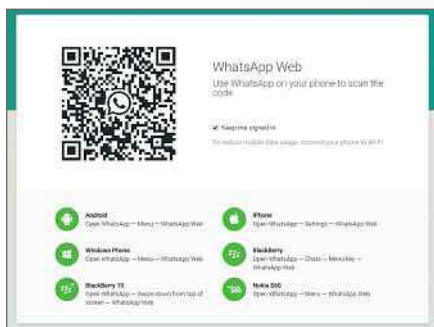 WhatsApp Web
Use WhatsApp on your phone to scan the
code
Keep me signed in
To reduce mobile data usage, connect your phone to Wi-Fi
Android
Open WhatsApp – Menu – WhatsApp Web
iPhone
Open WhatsApp – Settings – WhatsApp Web
Windows Phone
Open WhatsApp – Menu – WhatsApp Web
BlackBerry
Open WhatsApp – Chats – Menu key –
WhatsApp Web
BlackBerry 10
Open WhatsApp – Swipe down from top of
screen – WhatsApp Web
Nokia S60
Open WhatsApp – Menu – WhatsApp Web